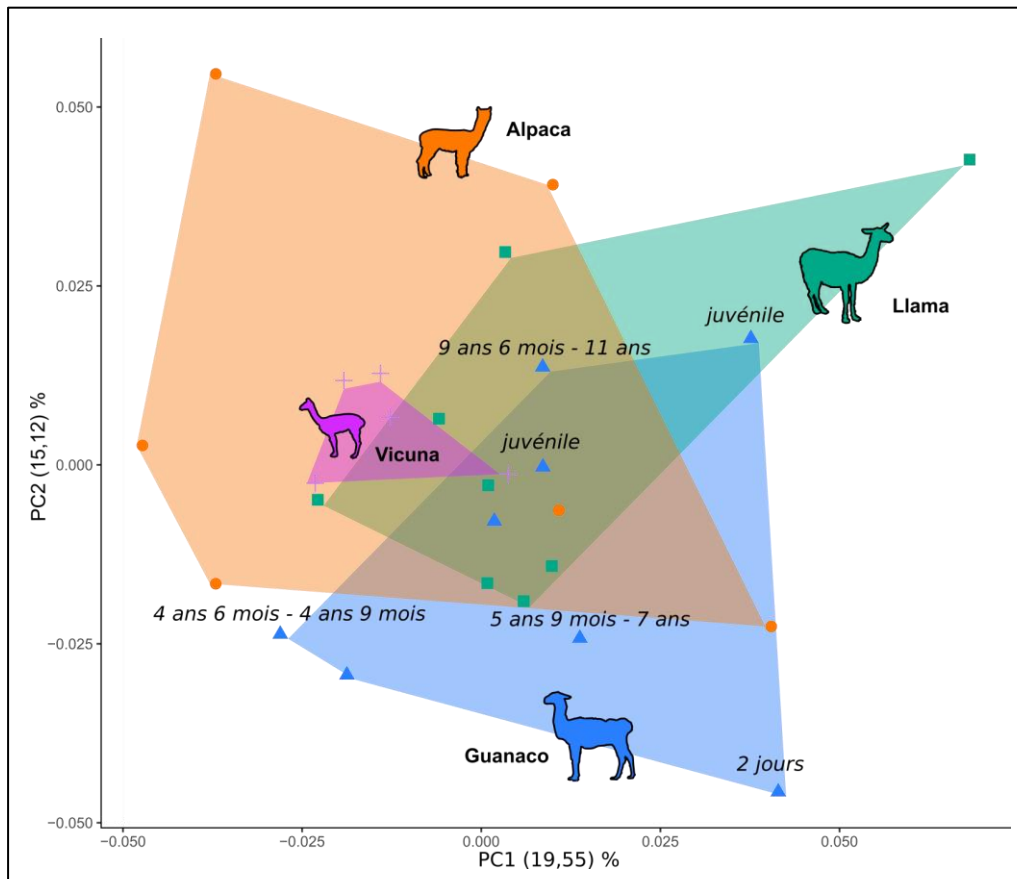 0.050
Alpaca
0.025
juvénile
Llama
9 ans 6 mois - 11 ans
juvénile
Vicuna
0.000
PC2 (15,12) %
4 ans 6 mois - 4 ans 9 mois
5 ans 9 mois - 7 ans
−0.025
Guanaco
2 jours
−0.050
−0.050 −0.025 0.000 0.025 0.050
PC1 (19,55) %